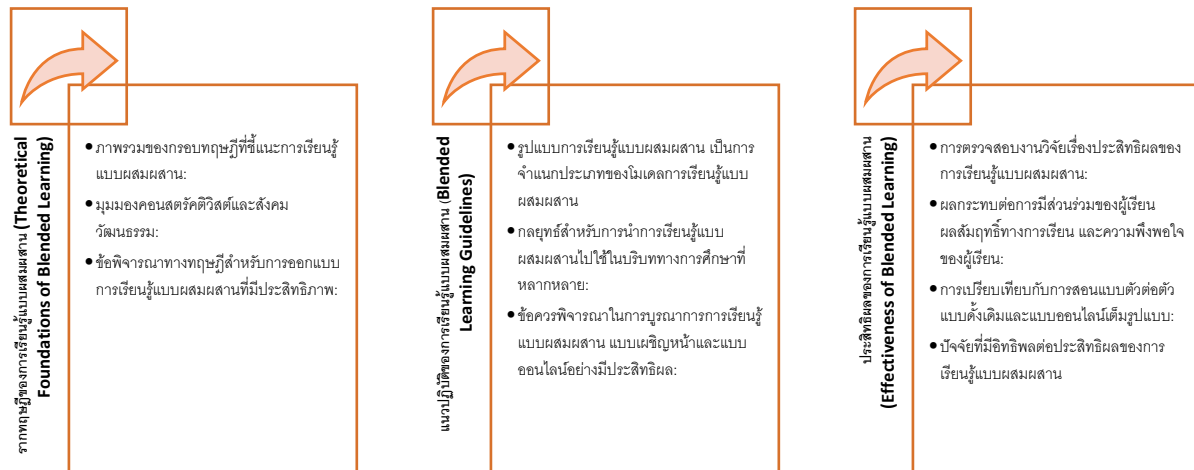 รากทฤษฎีของการเรียนรู้แบบผสมผสาน (Theoretical
Foundations of Blended Learning)
●ภาพรวมของกรอบทฤษฎีที่ชี้แนะการเรียนรู้
แบบผสมผสาน:
●มุมมองคอนสตรัคติวิสต์และสังคม
วัฒนธรรม:
●ข้อพิจารณาทางทฤษฎีสำหรับการออกแบบ
การเรียนรู้แบบผสมผสานที่มีประสิทธิภาพ:
แนวปฏิบัติของการเรียนรู้แบบผสมผสาน (Blended
Learning Guidelines)
●รูปแบบการเรียนรู้แบบผสมผสาน เป็นการ
จำแนกประเภทของโมเดลการเรียนรู้แบบ
ผสมผสาน
●กลยุทธ์สำหรับการนำการเรียนรู้แบบ
ผสมผสานไปใช้ในบริบททางการศึกษาที่
หลากหลาย:
●ข้อควรพิจารณาในการบูรณาการการเรียนรู้
แบบผสมผสาน แบบเผชิญหน้าและแบบ
ออนไลน์อย่างมีประสิทธิผล:
ประสิทธิผลของการเรียนรู้แบบผสมผสาน
(Effectiveness of Blended Learning)
●การตรวจสอบงานวิจัยเรื่องประสิทธิผลของ
การเรียนรู้แบบผสมผสาน:
●ผลกระทบต่อการมีส่วนร่วมของผู้เรียน
ผลสัมฤทธิ์ทางการเรียน และความพึงพอใจ
ของผู้เรียน:
●การเปรียบเทียบกับการสอนแบบตัวต่อตัว
แบบดั้งเดิมและแบบออนไลน์เต็มรูปแบบ:
●ปัจจัยที่มีอิทธิพลต่อประสิทธิผลของการ
เรียนรู้แบบผสมผสาน